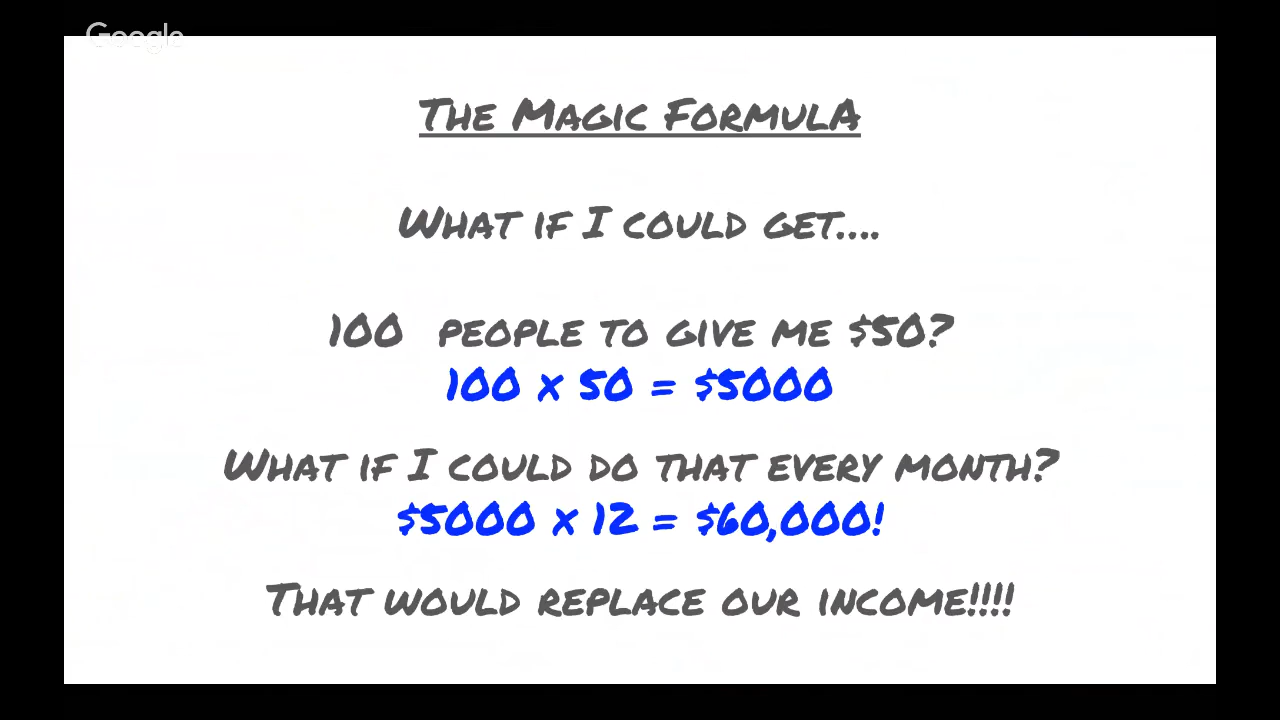 Google
The Magic Formula
What if I could get....
100 people to give me $50?
100 x 50 = $5000
What if I could do that every month?
$5000 x 12 = $60,000!
That would replace our income!!!!